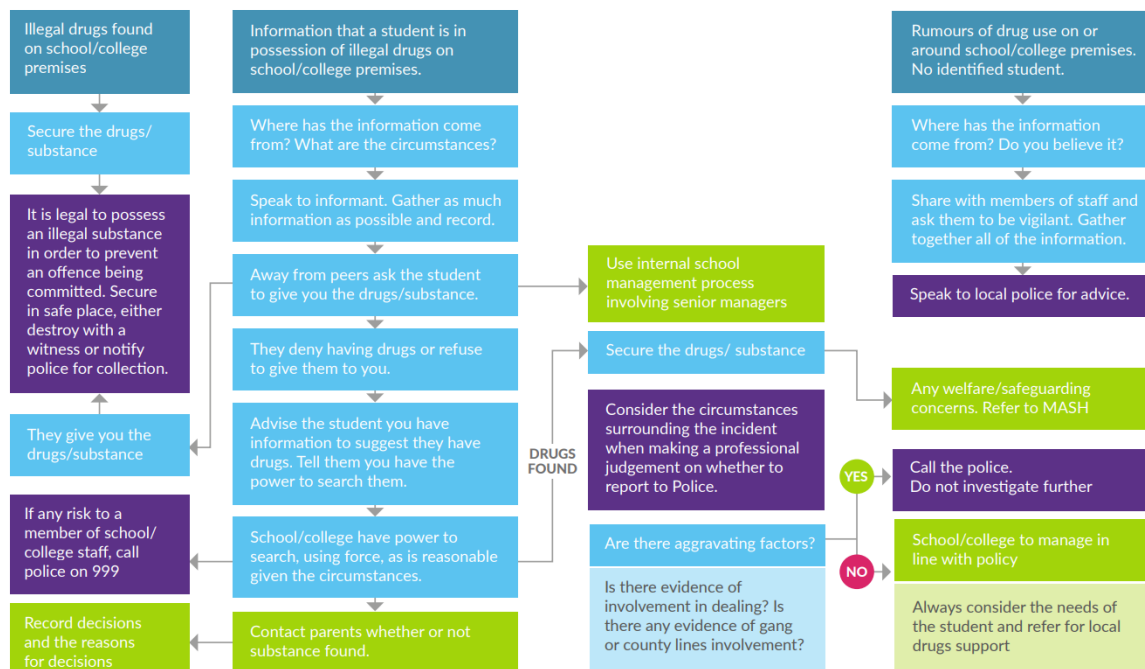 Illegal drugs found
on school/college
premises
Secure the drugs/
substance
It is legal to possess
an illegal substance
in order to prevent
an offence being
committed. Secure
in safe place, either
destroy with a
witness or notify
police for collection.
They give you the
drugs/substance
If any risk to a
member of school/
college staff, call
police on 999
Record decisions
and the reasons
for decisions
Information that a student is in
possession of illegal drugs on
school/college premises.
Where has the information come
from? What are the circumstances?
Speak to informant. Gather as much
information as possible and record.
Away from peers ask the student
to give you the drugs/substance.
They deny having drugs or refuse
to give them to you.
Advise the student you have
information to suggest they have
drugs. Tell them you have the
power to search them.
School/college have power to
search, using force, as is reasonable
given the circumstances.
Contact parents whether or not
substance found.
DRUGS
FOUND
Use internal school
management process
involving senior managers
Secure the drugs/ substance
Consider the circumstances
surrounding the incident
when making a professional
judgement on whether to
report to Police.
Are there aggravating factors?
Is there evidence of
involvement in dealing? Is
there any evidence of gang
or county lines involvement?
YES
NO
Rumours of drug use on or
around school/college premises.
No identified student.
Where has the information
come from? Do you believe it?
Share with members of staff and
ask them to be vigilant. Gather
together all of the information.
Speak to local police for advice.
Any welfare/safeguarding
concerns. Refer to MASH
Call the police.
Do not investigate further
School/college to manage in
line with policy
Always consider the needs of
the student and refer for local
drugs support